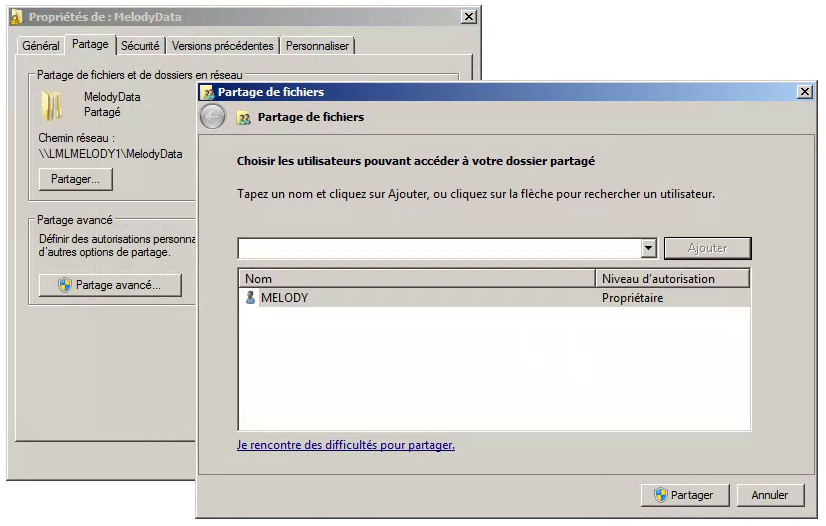 Propriétés de : MelodyData
Général
Partage
Sécurité
Versions précédentes
Personnaliser
Partage de fichiers et de dossiers en réseau
MelodyData
Partagé
Chemin réseau :
\\LMLMELODY1\MelodyData
Partager...
Partage avancé
Définir des autorisations personna
d'autres options de partage.
Partage avancé...
Partage de fichiers
Partage de fichiers
Choisir les utilisateurs pouvant accéder à votre dossier partagé
Tapez un nom et cliquez sur Ajouter, ou cliquez sur la flèche pour rechercher un utilisateur.
Ajouter
Nom
Niveau d'autorisation
MELODY
Propriétaire
Je rencontre des difficultés pour partager.
Partager
Annuler